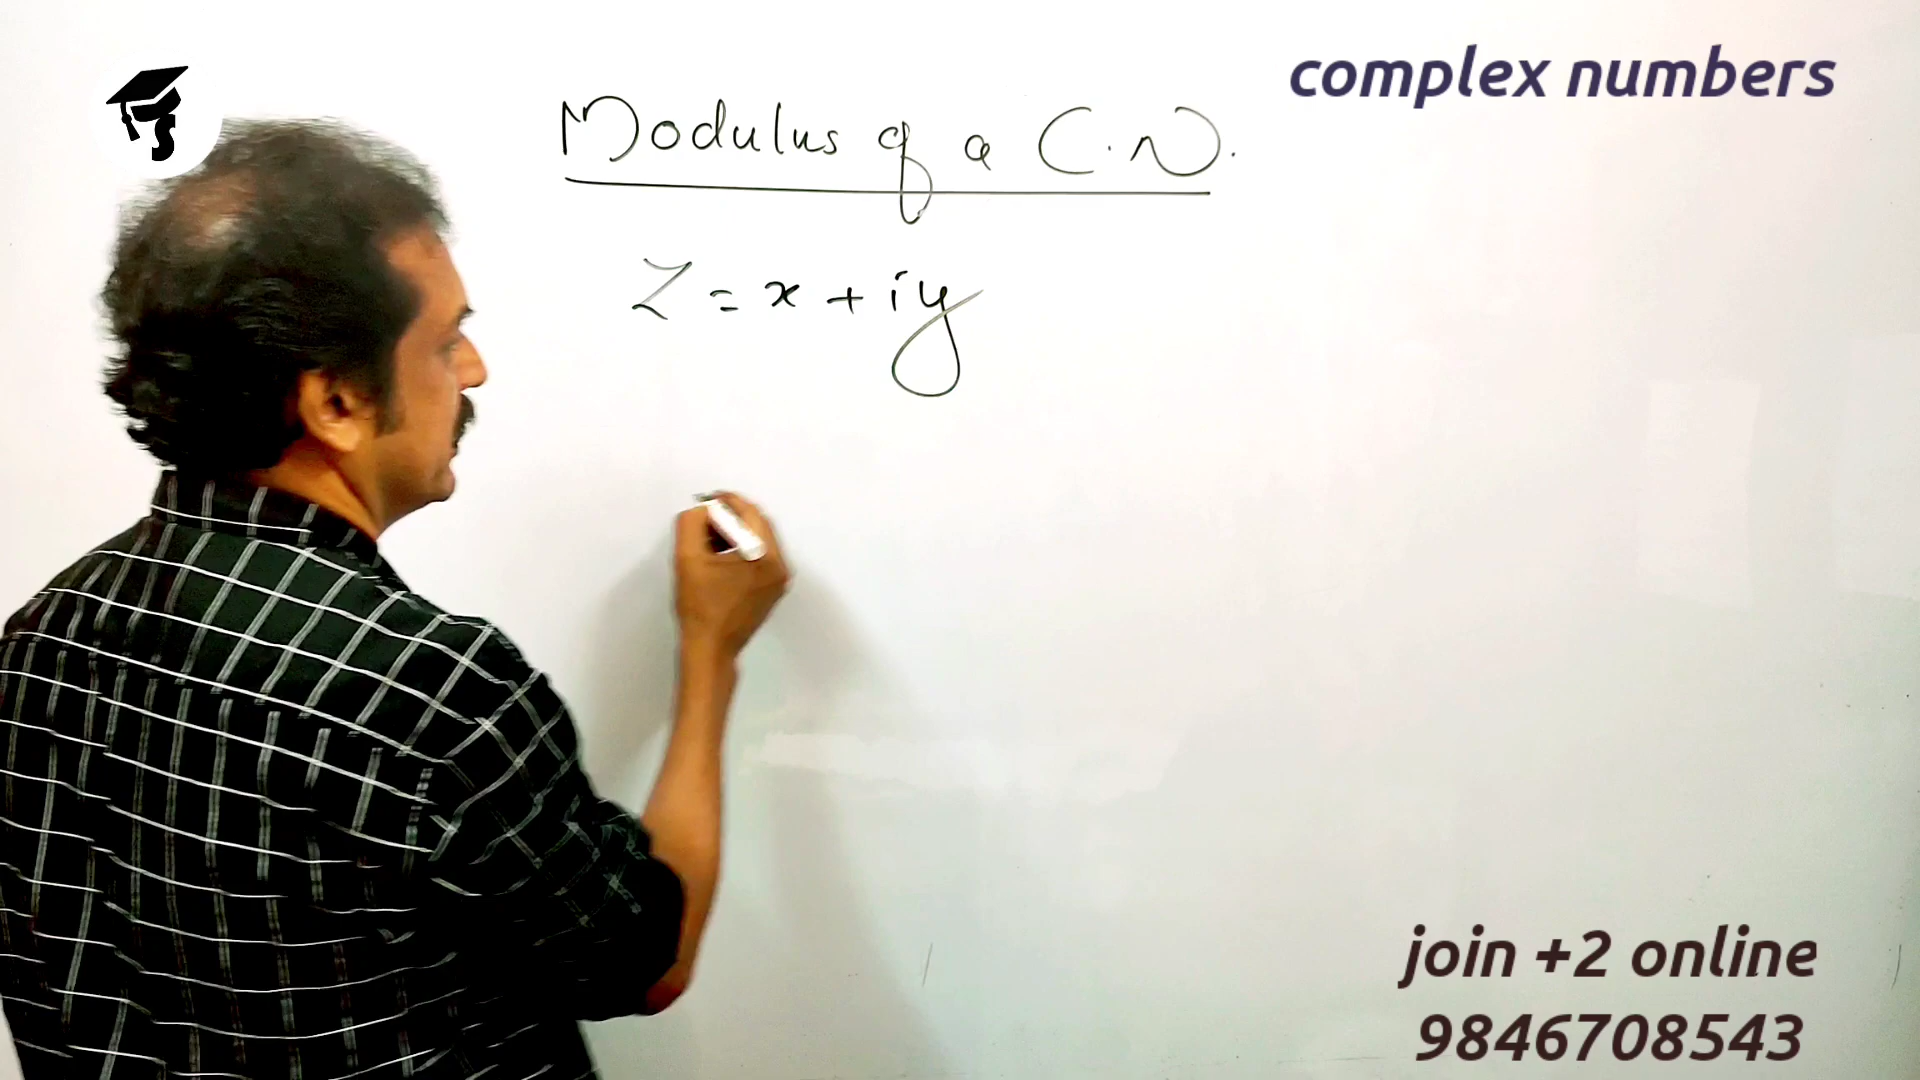 complex numbers
Modulus of a C.N.
Z = x + iy
join +2 online
9846708543